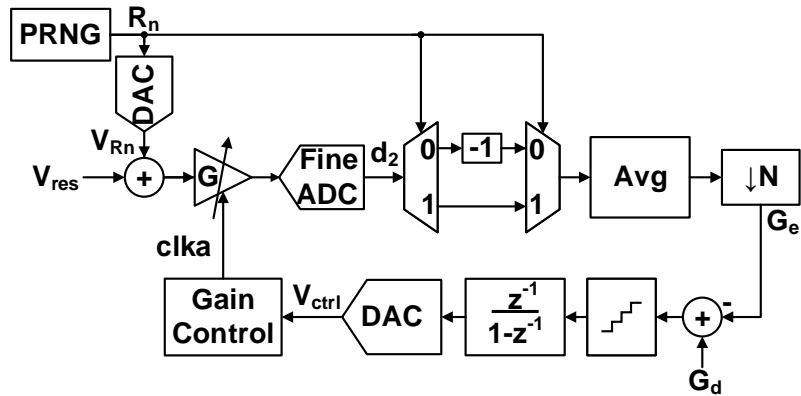 PRNG
Rn
DAC
VRn
Vres
+
G
Fine
ADC
d2
0
1
-1
0
1
Avg
↓N
Ge
clka
Gain
Control
Vctrl
DAC
z-1
1-z-1
-
+
Gd